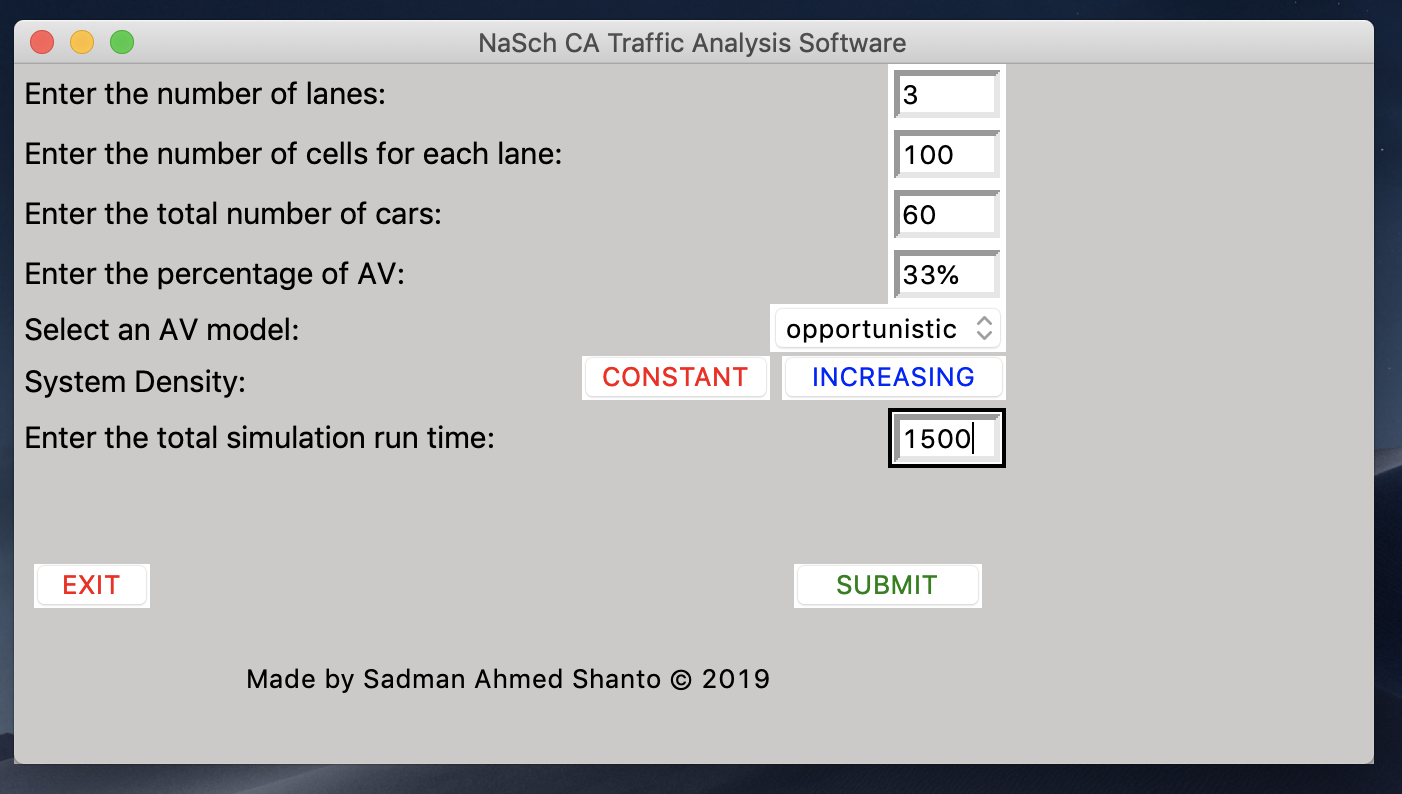 NaSch CA Traffic Analysis Software
Enter the number of lanes: 3
Enter the number of cells for each lane: 100
Enter the total number of cars: 60
Enter the percentage of AV: 33%
Select an AV model: opportunistic
System Density: CONSTANT INCREASING
Enter the total simulation run time: 1500
EXIT SUBMIT
Made by Sadman Ahmed Shanto © 2019